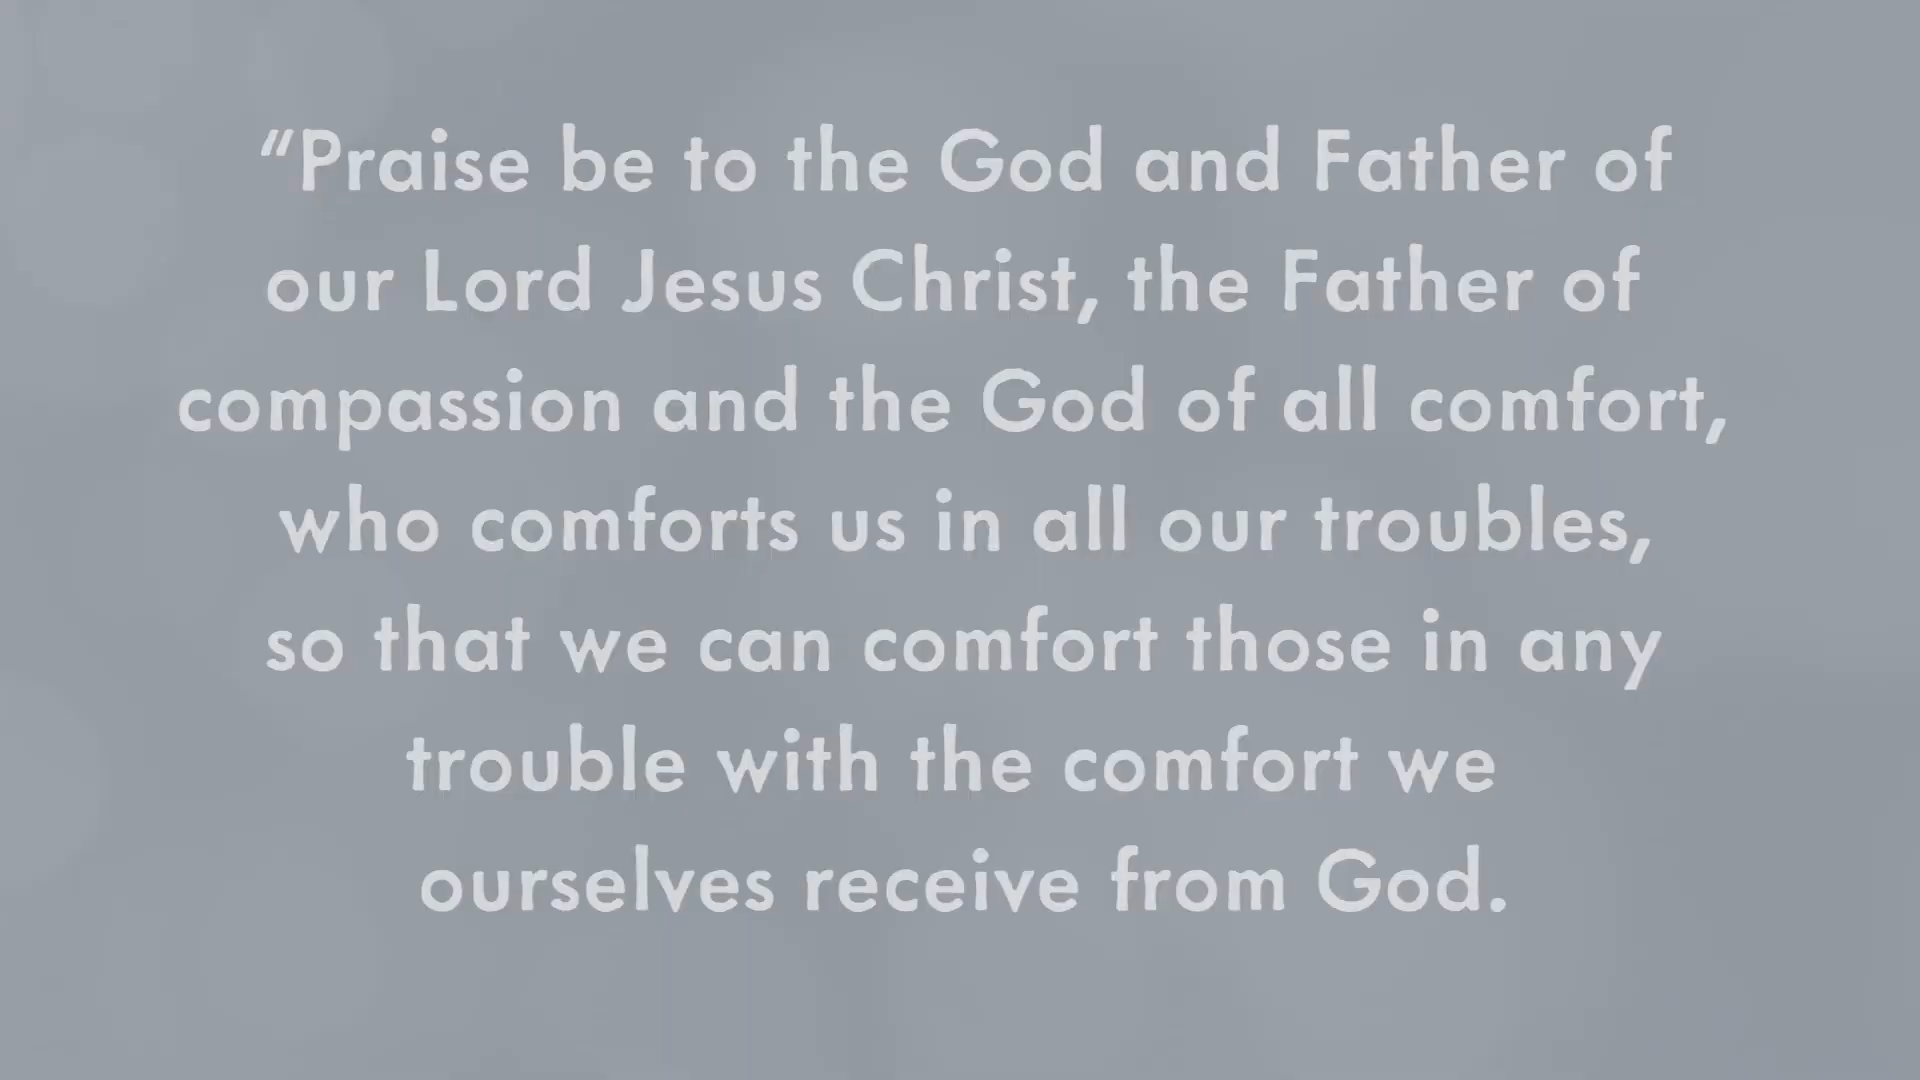 “Praise be to the God and Father of
our Lord Jesus Christ, the Father of
compassion and the God of all comfort,
who comforts us in all our troubles,
so that we can comfort those in any
trouble with the comfort we
ourselves receive from God.